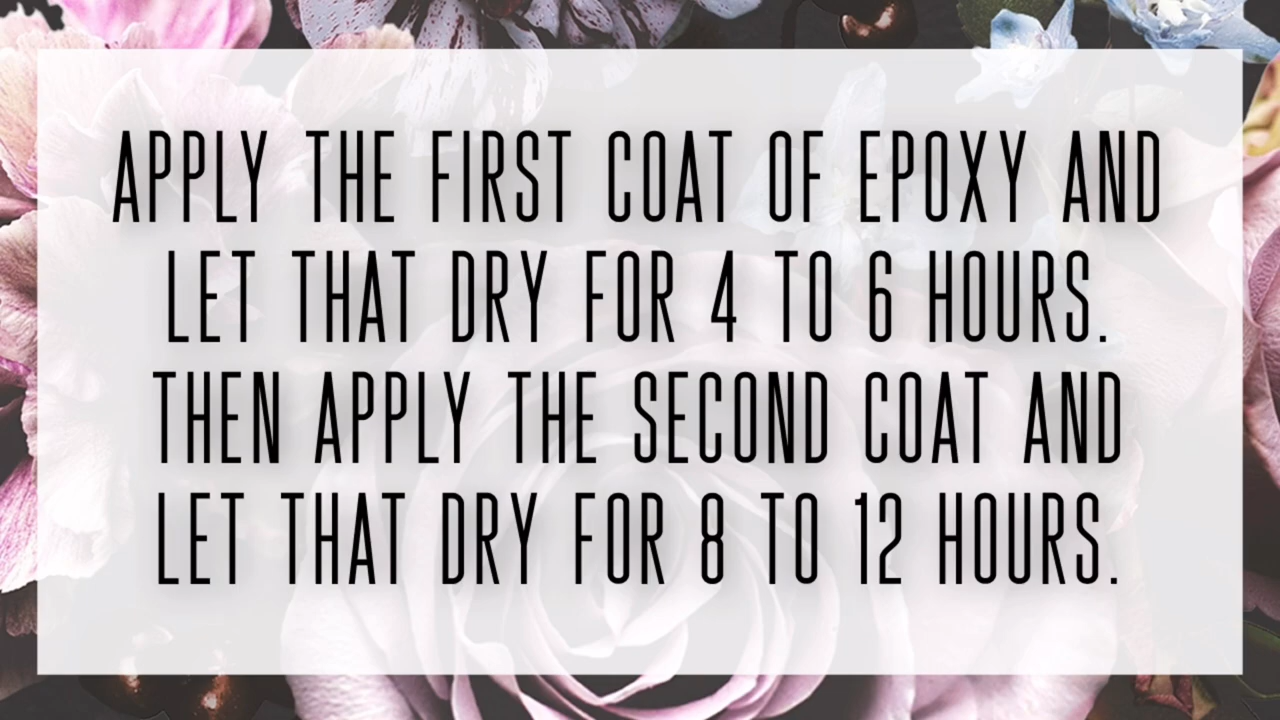 APPLY THE FIRST COAT OF EPOXY AND
LET THAT DRY FOR 4 TO 6 HOURS.
THEN APPLY THE SECOND COAT AND
LET THAT DRY FOR 8 TO 12 HOURS.